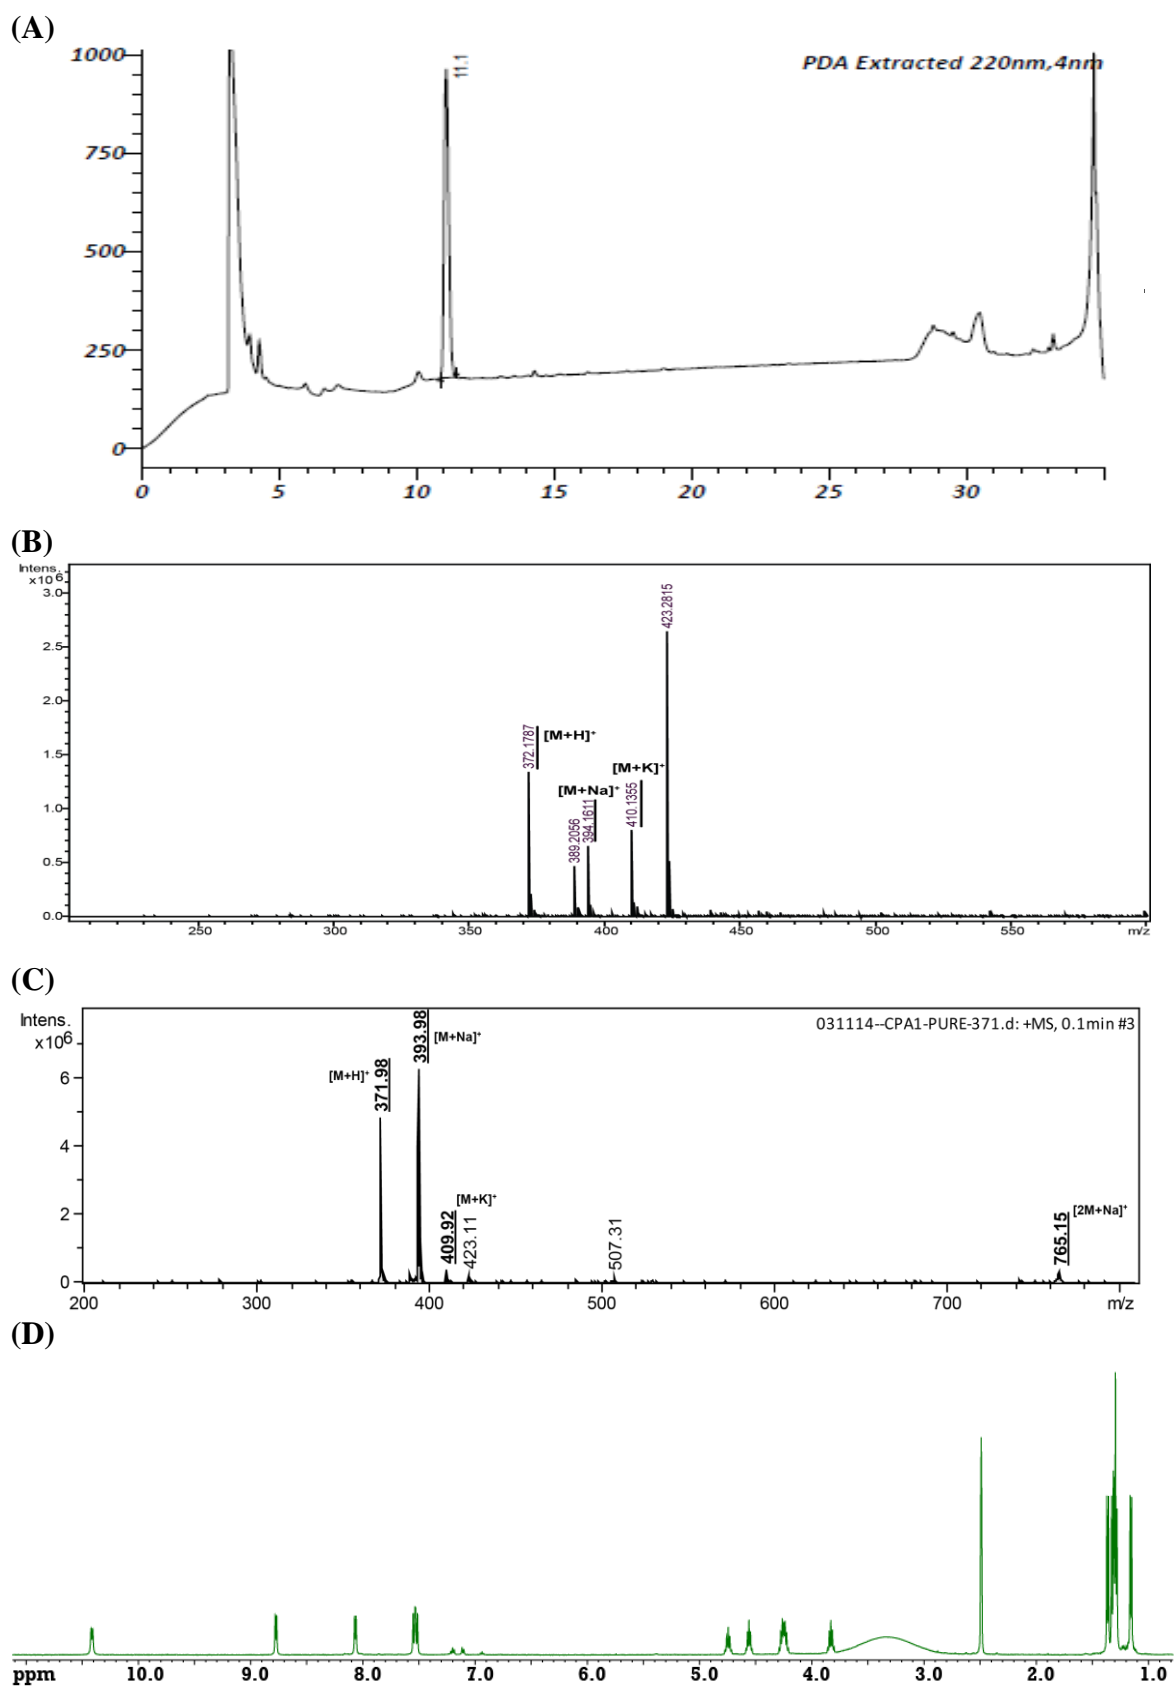 (A)
1000
750
500
250
0
11.1
PDA Extracted 220nm,4nm
0 5 10 15 20 25 30
(B)
Intens.
x10 6
3.0
2.5
2.0
1.5
1.0
0.5
0.0
372.1787
[M+H]+
389.2056
394.1611
[M+Na]+
410.1355
[M+K]+
423.2815
250 300 350 400 450 500 550 m/z
(C)
Intens.
x10 6
6
4
2
0
031114--CPA1-PURE-371.d: +MS, 0.1min #3
[M+H]+
371.98
393.98
[M+Na]+
409.92
[M+K]+
423.11
507.31
765.15
[2M+Na]+
200 300 400 500 600 700 m/z
(D)
ppm 10.0 9.0 8.0 7.0 6.0 5.0 4.0 3.0 2.0 1.0